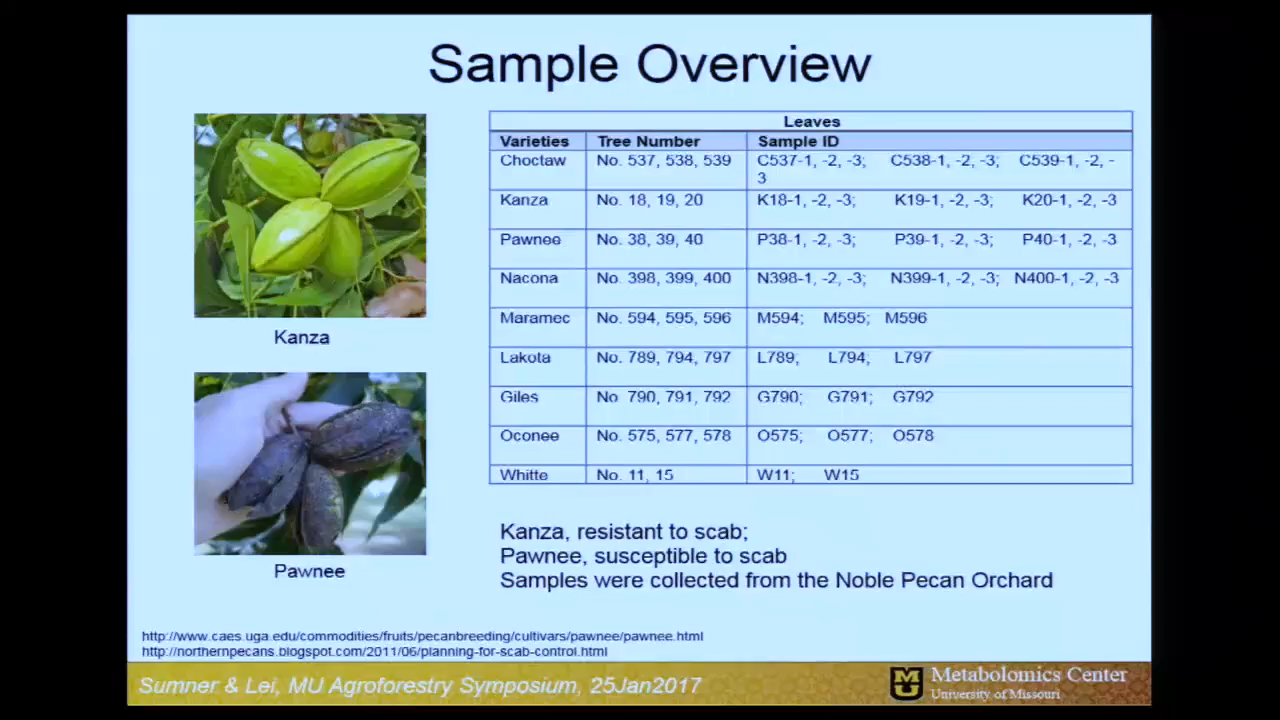 Sample Overview
Kanza
Pawnee
Leaves
Varieties Tree Number Sample ID
Choctaw No. 537, 538, 539 C537-1, -2, -3; C538-1, -2, -3; C539-1, -2, -
3
Kanza No. 18, 19, 20 K18-1, -2, -3; K19-1, -2, -3; K20-1, -2, -3
Pawnee No. 38, 39, 40 P38-1, -2, -3; P39-1, -2, -3; P40-1, -2, -3
Nacona No. 398, 399, 400 N398-1, -2, -3; N399-1, -2, -3; N400-1, -2, -3
Maramec No. 594, 595, 596 M594; M595; M596
Lakota No. 789, 794, 797 L789; L794; L797
Giles No. 790, 791, 792 G790; G791; G792
Oconee No. 575, 577, 578 O575; O577; O578
Whitte No. 11, 15 W11; W15
Kanza, resistant to scab;
Pawnee, susceptible to scab
Samples were collected from the Noble Pecan Orchard
http://www.caes.uga.edu/commodities/fruits/pecanbreeding/cultivars/pawnee/pawnee.html
http://northernpecans.blogspot.com/2011/06/planning-for-scab-control.html
Sumner & Lei, MU Agroforestry Symposium, 25Jan2017
MU
Metabolomics Center
University of Missouri